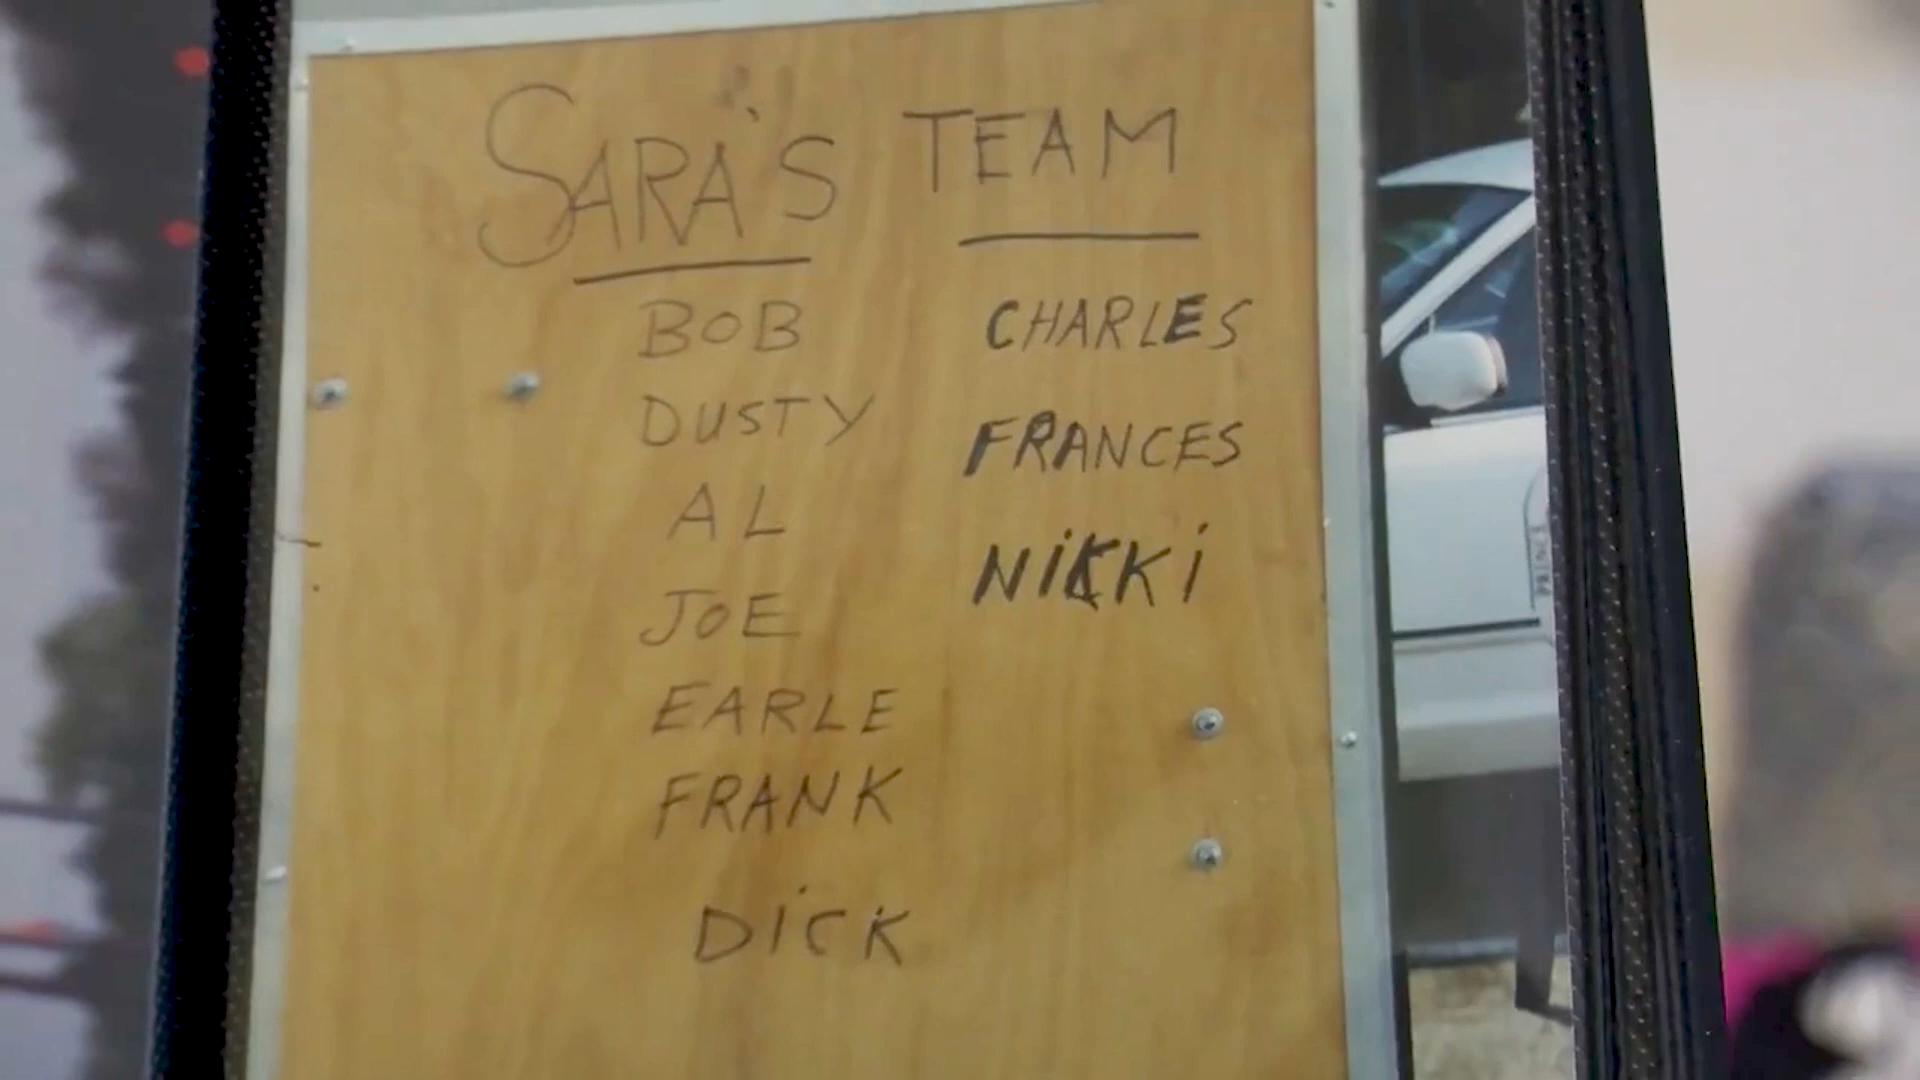 SARA'S TEAM
BOB
DUSTY
AL
JOE
EARLE
FRANK
DICK
CHARLES
FRANCES
NiKKi